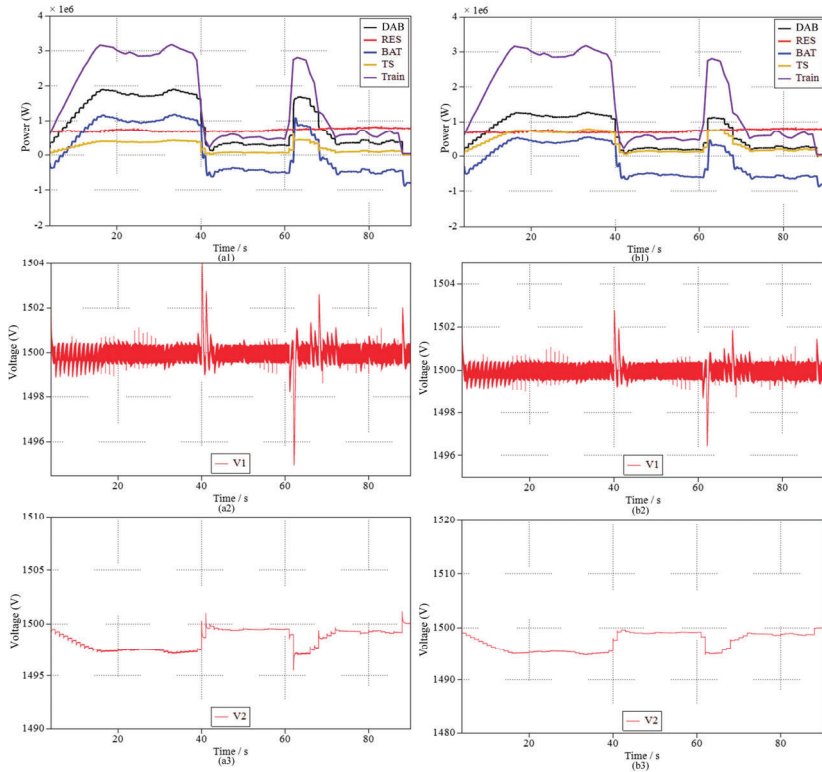 × 1e6
4
3
2
1
0
-1
-2
Power (W)
DAB
RES
BAT
TS
Train
20
40
60
80
Time / s
(a1)
× 1e6
4
3
2
1
0
-1
-2
Power (W)
DAB
RES
BAT
TS
Train
20
40
60
80
Time / s
(b1)
1504
1502
1500
1498
1496
Voltage (V)
V1
20
40
60
80
Time / s
(a2)
1504
1502
1500
1498
1496
Voltage (V)
V1
20
40
60
80
Time / s
(b2)
1510
1505
1500
1495
1490
Voltage (V)
V2
20
40
60
80
Time / s
(a3)
1520
1510
1500
1490
1480
Voltage (V)
V2
20
40
60
80
Time / s
(b3)